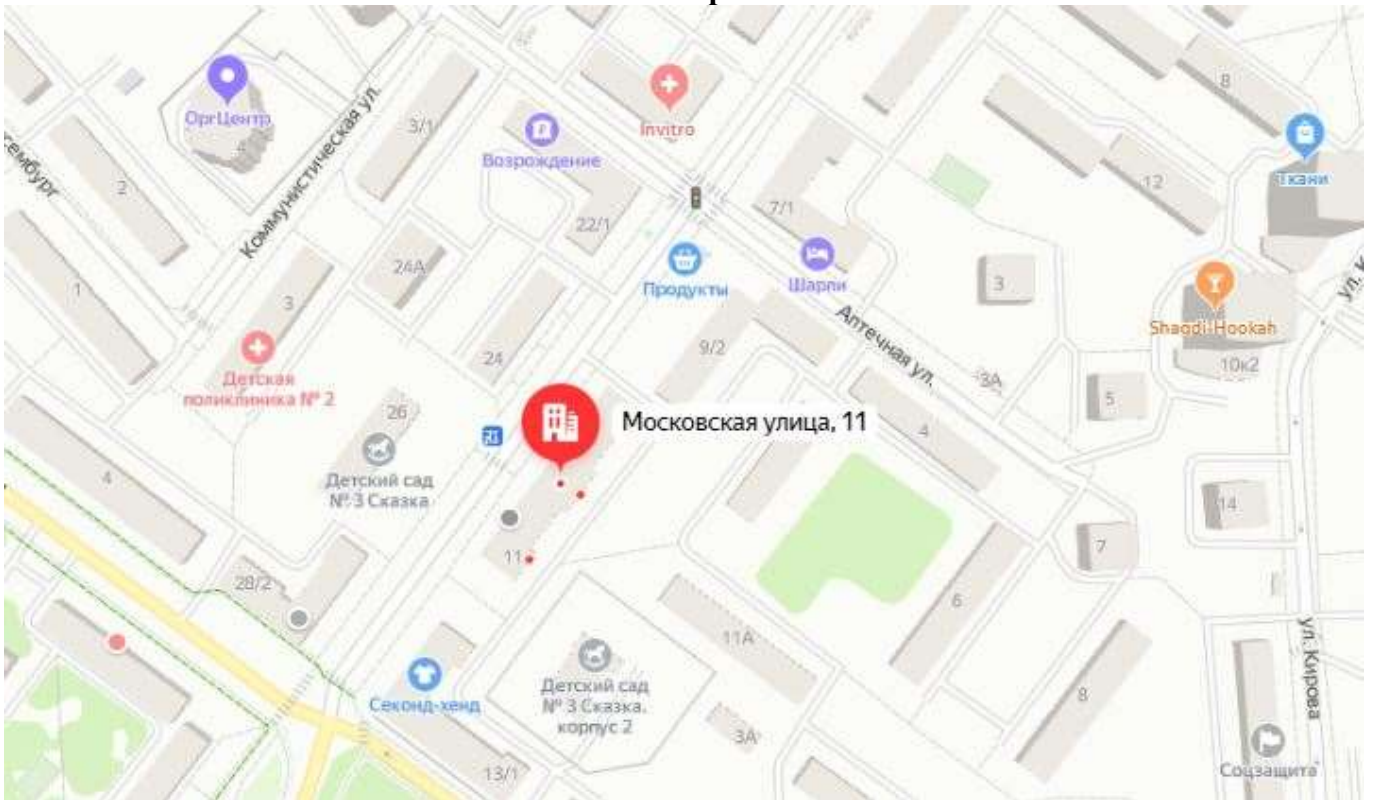 8
ОргЦентр
4
Коммунистическая ул.
3/1
Возрождение
Invitro
Ткани
2
12
22/1
7/1
24А
Продукты
Шарли
3
1
3
Аптечная ул.
Shagdi Hookah
9/2
24
10к2
Детская
поликлиника № 2
3А
5
26
Московская улица, 11
4
Детский сад
№ 3 Сказка
4
14
7
11
28/2
6
11А
ул. Кирова
Детский сад
№ 3 Сказка,
корпус 2
Секонд-хенд
8
3А
13/1
Соцзащита